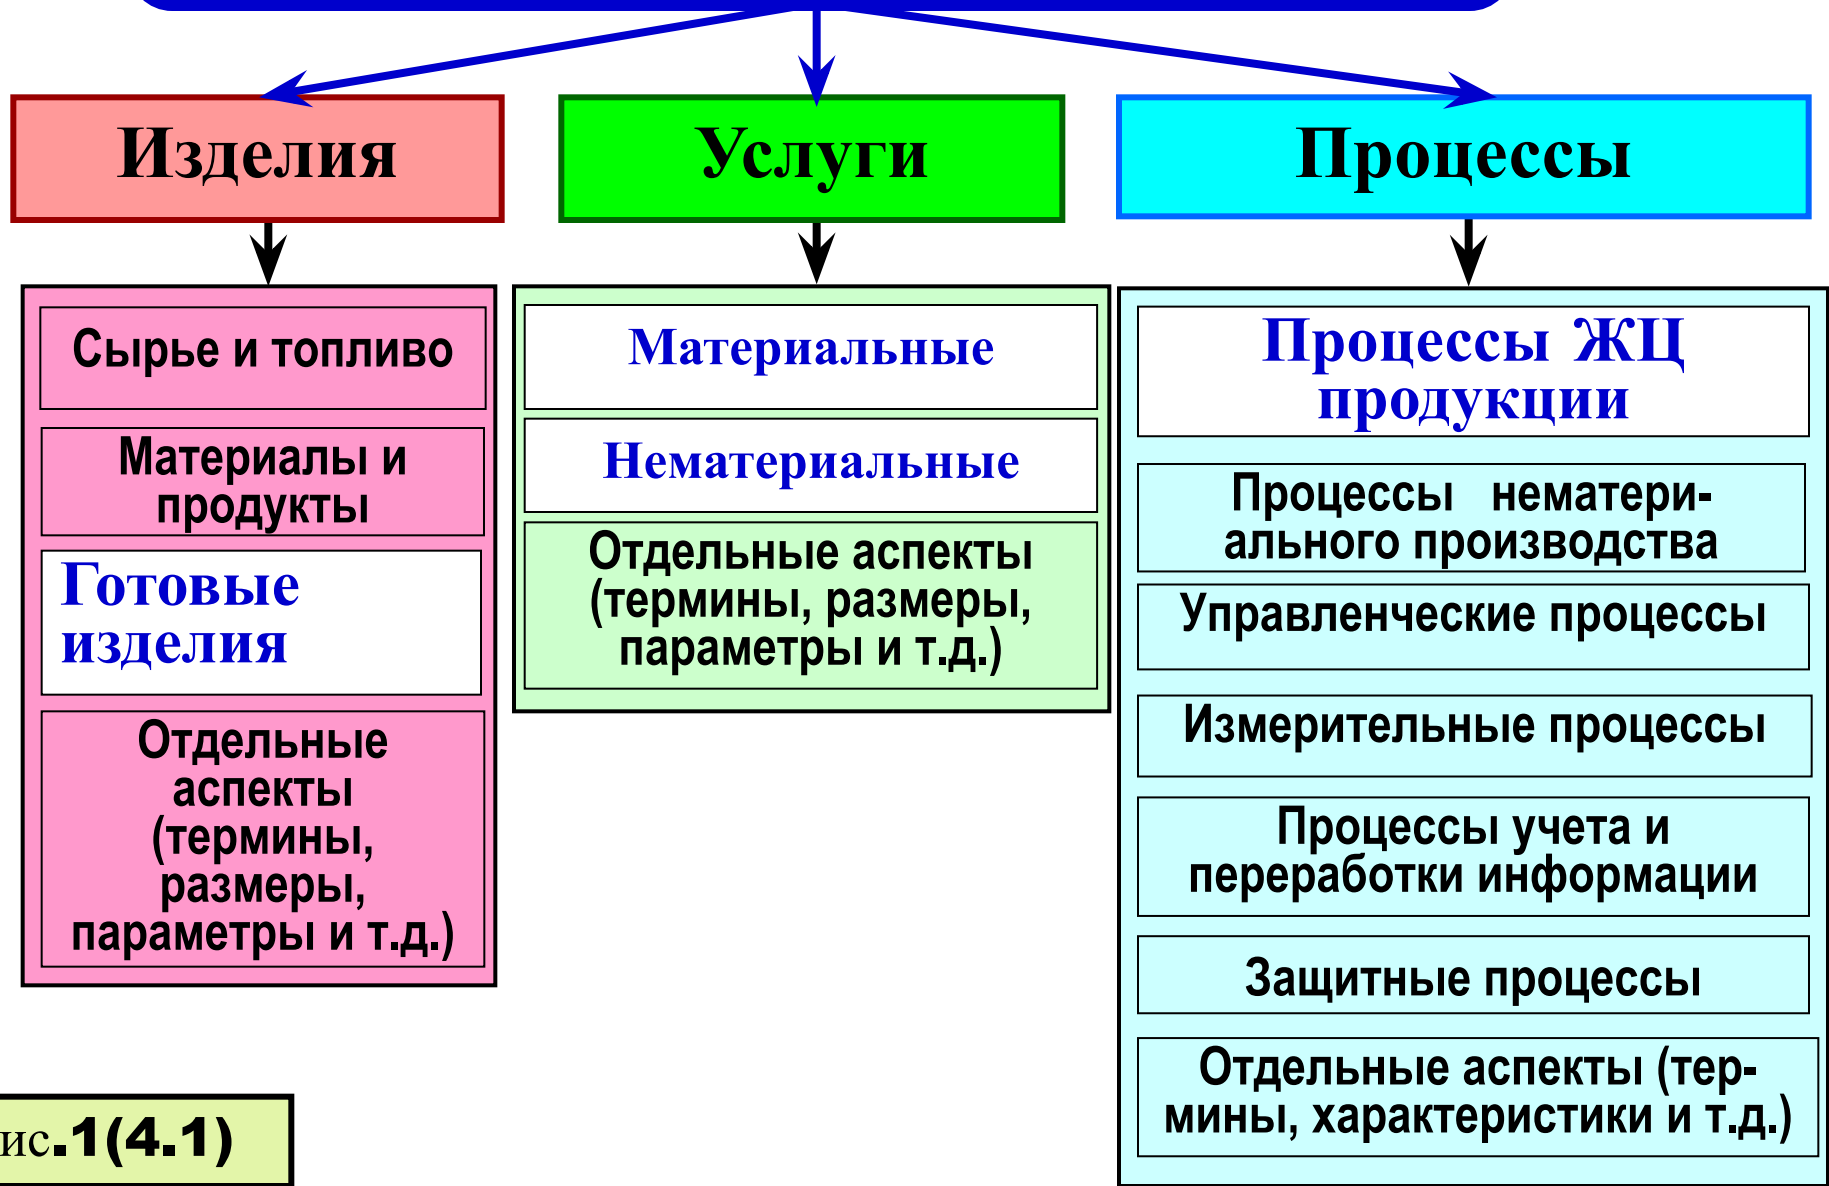 Изделия
Сырье и топливо
Материалы и
продукты
Готовые
изделия
Отдельные
аспекты
(термины,
размеры,
параметры и т.д.)
Услуги
Материальные
Нематериальные
Отдельные аспекты
(термины, размеры,
параметры и т.д.)
Процессы
Процессы ЖЦ
продукции
Процессы нематери-
ального производства
Управленческие процессы
Измерительные процессы
Процессы учета и
переработки информации
Защитные процессы
Отдельные аспекты (тер-
мины, характеристики и т.д.)
ис.1(4.1)